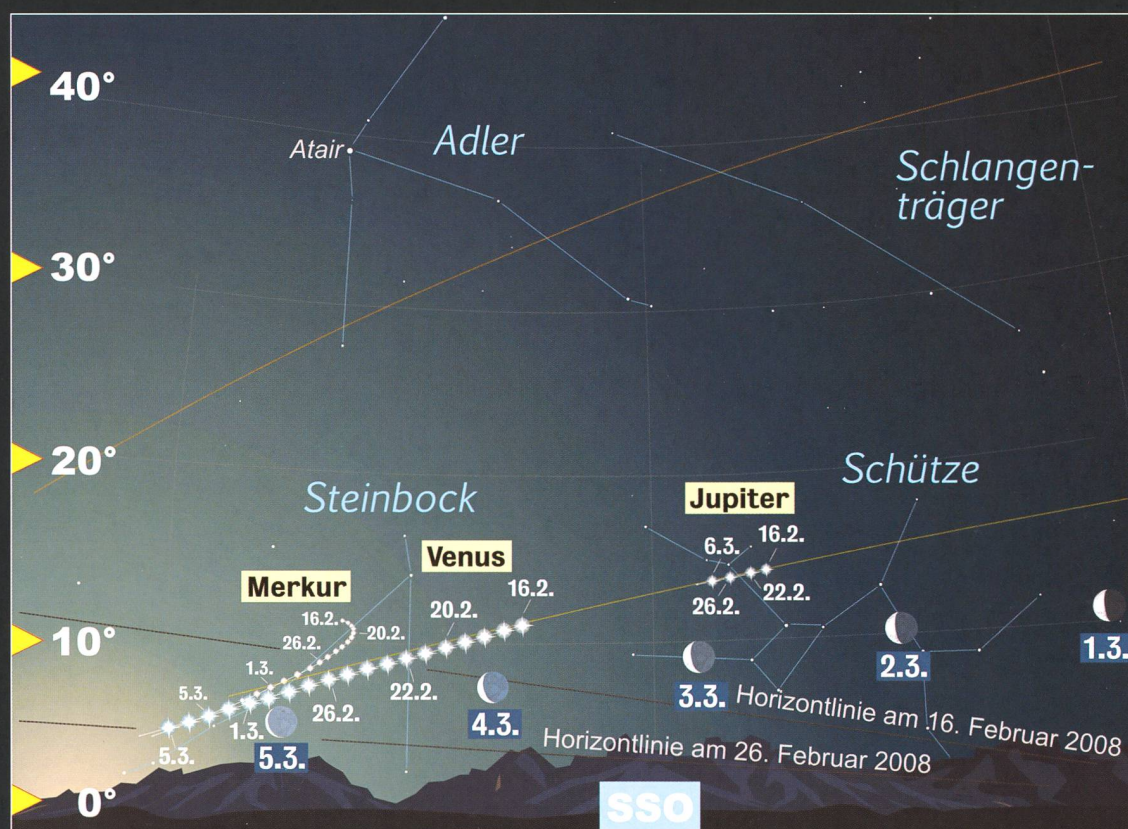 40°
Atair
Adler
Schlangen-
träger
30°
20°
Schütze
Steinbock
Jupiter
Venus
Merkur
6.3.
16.2.
26.2.
22.2.
16.2.
20.2.
16.2.
20.2.
26.2.
1.3.
5.3.
22.2.
26.2.
1.3.
5.3.
10°
1.3.
2.3.
3.3.
4.3.
5.3.
Horizontlinie am 16. Februar 2008
Horizontlinie am 26. Februar 2008
0°
SSO